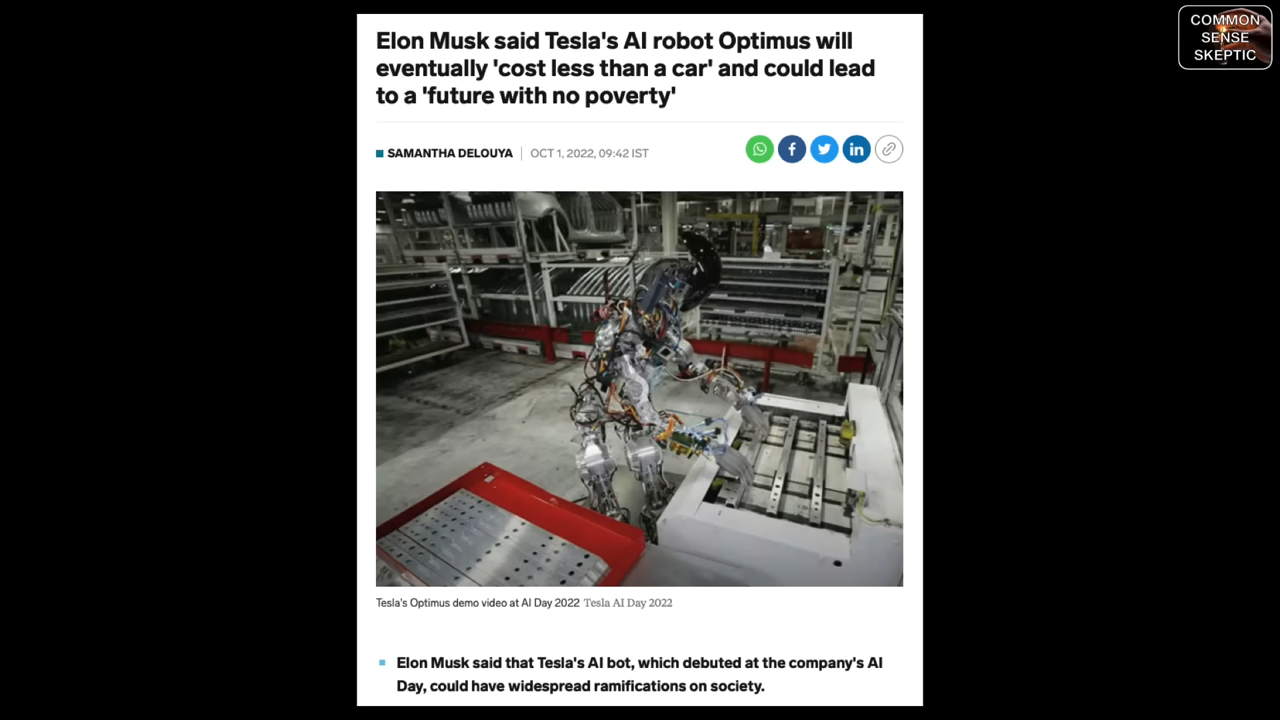 COMMON
SENSE
SKEPTIC
Elon Musk said Tesla's AI robot Optimus will
eventually 'cost less than a car' and could lead
to a 'future with no poverty'
SAMANTHA DELOUYA OCT 1, 2022, 09:42 IST
Tesla's Optimus demo video at AI Day 2022 Tesla AI Day 2022
Elon Musk said that Tesla's AI bot, which debuted at the company's AI
Day, could have widespread ramifications on society.